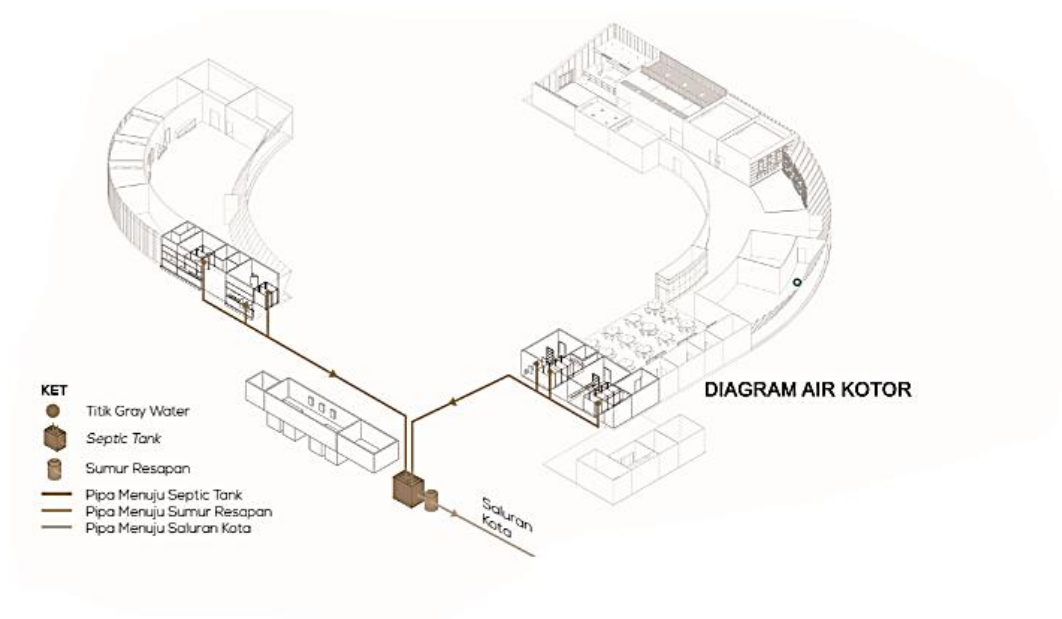 DIAGRAM AIR KOTOR
KET
Titik Gray Water
Septic Tank
Sumur Resapan
Pipa Menuju Septic Tank
Pipa Menuju Sumur Resapan
Pipa Menuju Saluran Kota
Saluran
Kota